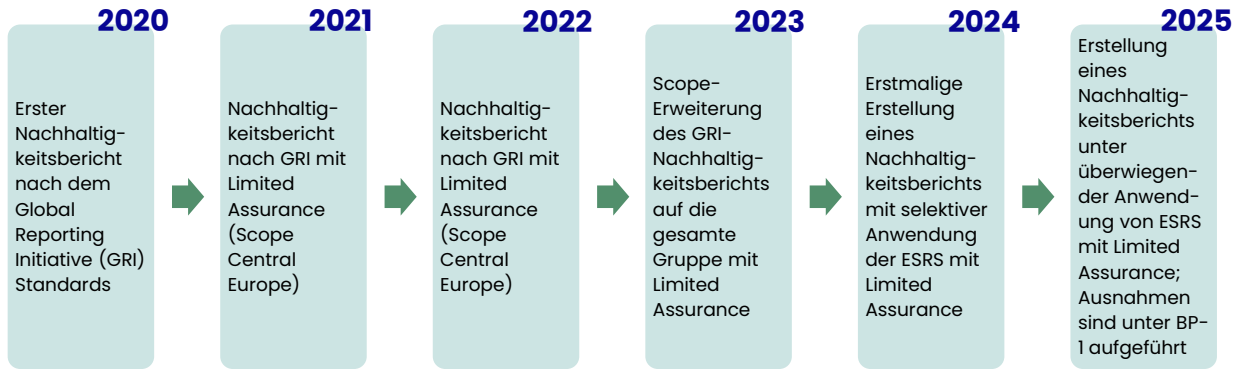 2020
Erster
Nachhaltig-
keitsbericht
nach dem
Global
Reporting
Initiative (GRI)
Standards
2021
Nachhaltig-
keitsbericht
nach GRI mit
Limited
Assurance
(Scope
Central
Europe)
2022
Nachhaltig-
keitsbericht
nach GRI mit
Limited
Assurance
(Scope
Central
Europe)
2023
Scope-
Erweiterung
des GRI-
Nachhaltig-
keitsberichts
auf die
gesamte
Gruppe mit
Limited
Assurance
2024
Erstmalige
Erstellung
eines
Nachhaltig-
keitsberichts
mit selektiver
Anwendung
der ESRS mit
Limited
Assurance
2025
Erstellung
eines
Nachhaltig-
keitsberichts
unter
überwiegen-
der Anwend-
ung von ESRS
mit Limited
Assurance;
Ausnahmen
sind unter BP-
1 aufgeführt